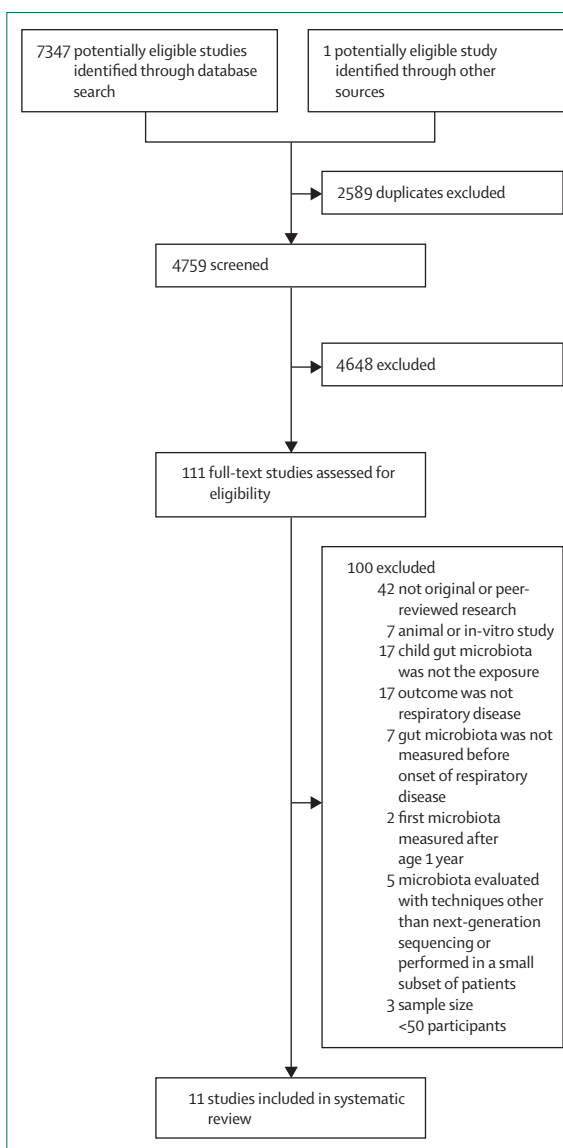 7347 potentially eligible studies
identified through database
search
1 potentially eligible study
identified through other
sources
2589 duplicates excluded
4759 screened
4648 excluded
111 full-text studies assessed for
eligibility
100 excluded
42 not original or peer-
reviewed research
7 animal or in-vitro study
17 child gut microbiota
was not the exposure
17 outcome was not
respiratory disease
7 gut microbiota was not
measured before
onset of respiratory
disease
2 first microbiota
measured after
age 1 year
5 microbiota evaluated
with techniques other
than next-generation
sequencing or
performed in a small
subset of patients
3 sample size
<50 participants
11 studies included in systematic
review